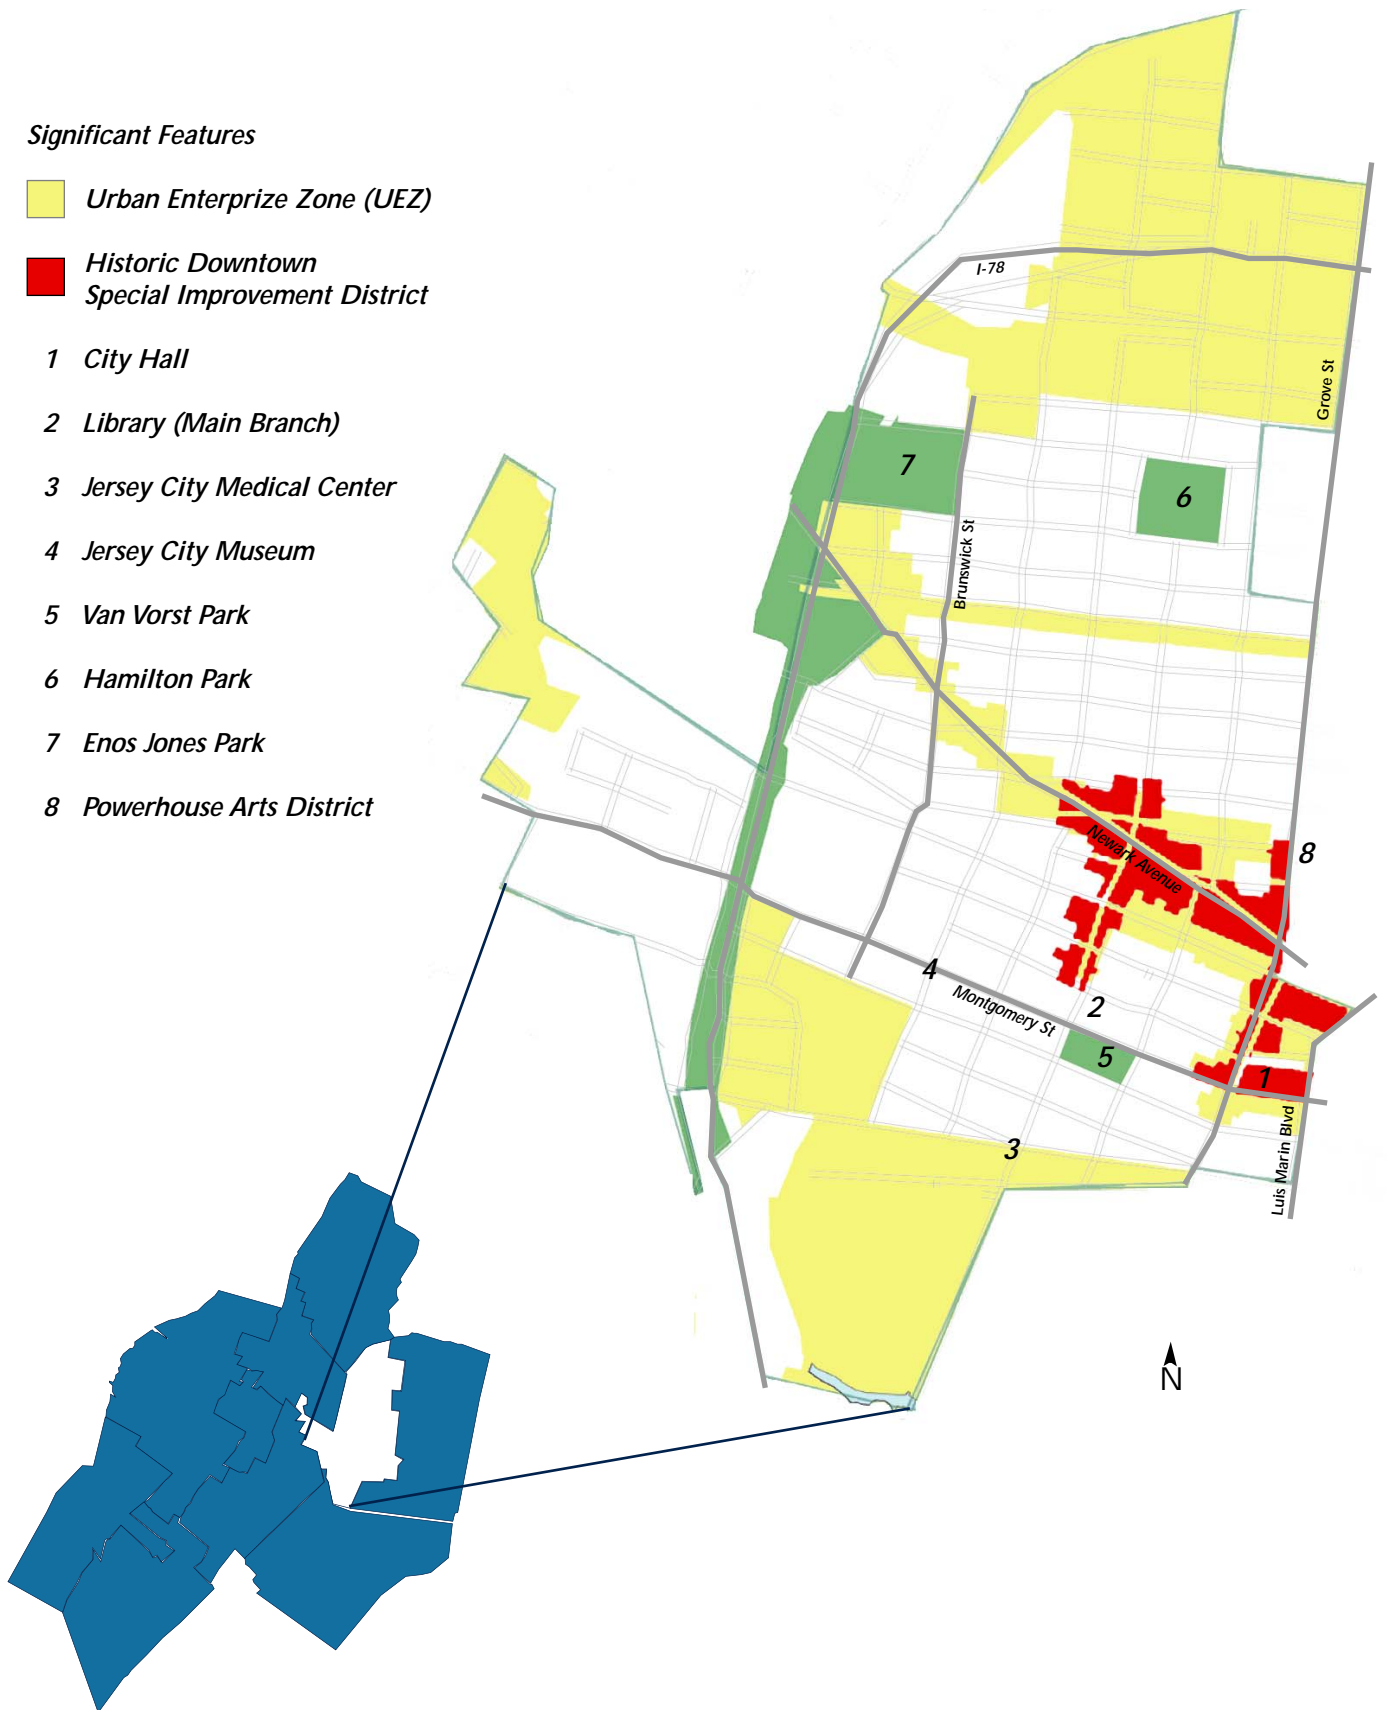 Significant Features
Urban Enterprize Zone (UEZ)
Historic Downtown
Special Improvement District
1 City Hall
2 Library (Main Branch)
3 Jersey City Medical Center
4 Jersey City Museum
5 Van Vorst Park
6 Hamilton Park
7 Enos Jones Park
8 Powerhouse Arts District
I-78
Grove St
7
6
Brunswick St
Newark Avenue
8
4
Montgomery St
2
5
1
3
Luis Marin Blvd
N